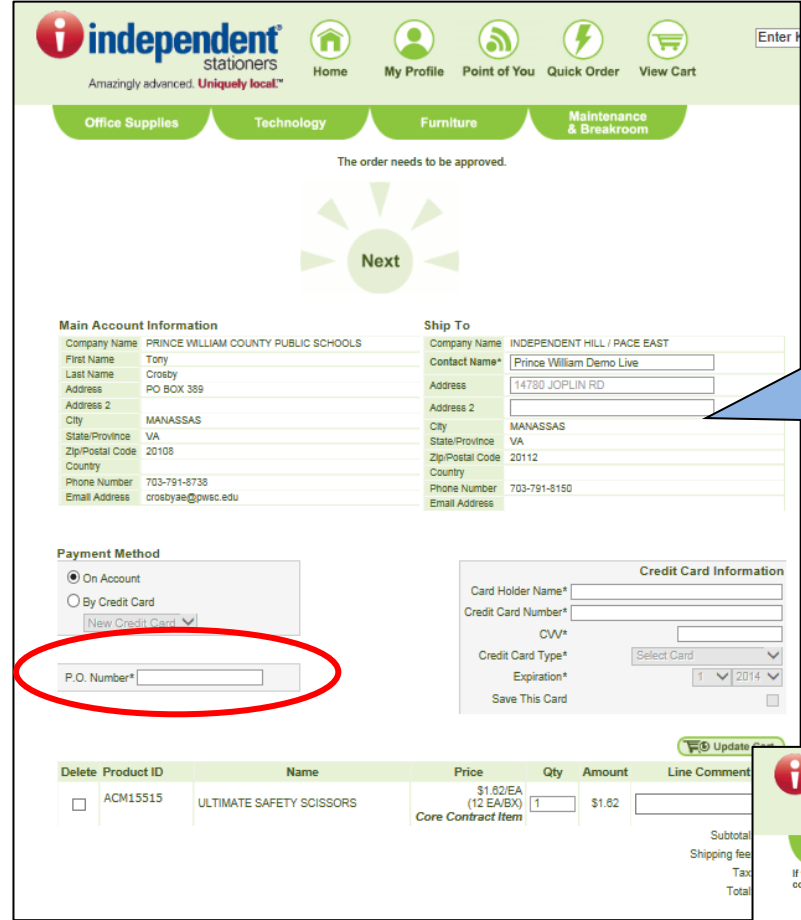 i independent
stationers
Amazingly advanced. Uniquely local.™
Home My Profile Point of You Quick Order View Cart
Enter
Office Supplies Technology Furniture Maintenance & Breakroom
The order needs to be approved.
Next
Main Account Information
Company Name PRINCE WILLIAM COUNTY PUBLIC SCHOOLS
First Name Tony
Last Name Crosby
Address PO BOX 389
Address 2
City MANASSAS
State/Province VA
Zip/Postal Code 20108
Country
Phone Number 703-791-8738
Email Address crosbyae@pwsc.edu
Ship To
Company Name INDEPENDENT HILL / PACE EAST
Contact Name* Prince William Demo Live
Address 14780 JOPLIN RD
Address 2
City MANASSAS
State/Province VA
Zip/Postal Code 20112
Country
Phone Number 703-791-8150
Email Address
Payment Method
On Account
By Credit Card
New Credit Card
P.O. Number*
Credit Card Information
Card Holder Name*
Credit Card Number*
CVV*
Credit Card Type* Select Card
Expiration* 1 2014
Save This Card
Update Cart
Delete Product ID Name Price Qty Amount Line Comment
ACM15515 ULTIMATE SAFETY SCISSORS $1.62/EA 1 $1.62
(12 EA/BX)
Core Contract Item
Subtotal
Shipping fee
Tax
Total
i
If